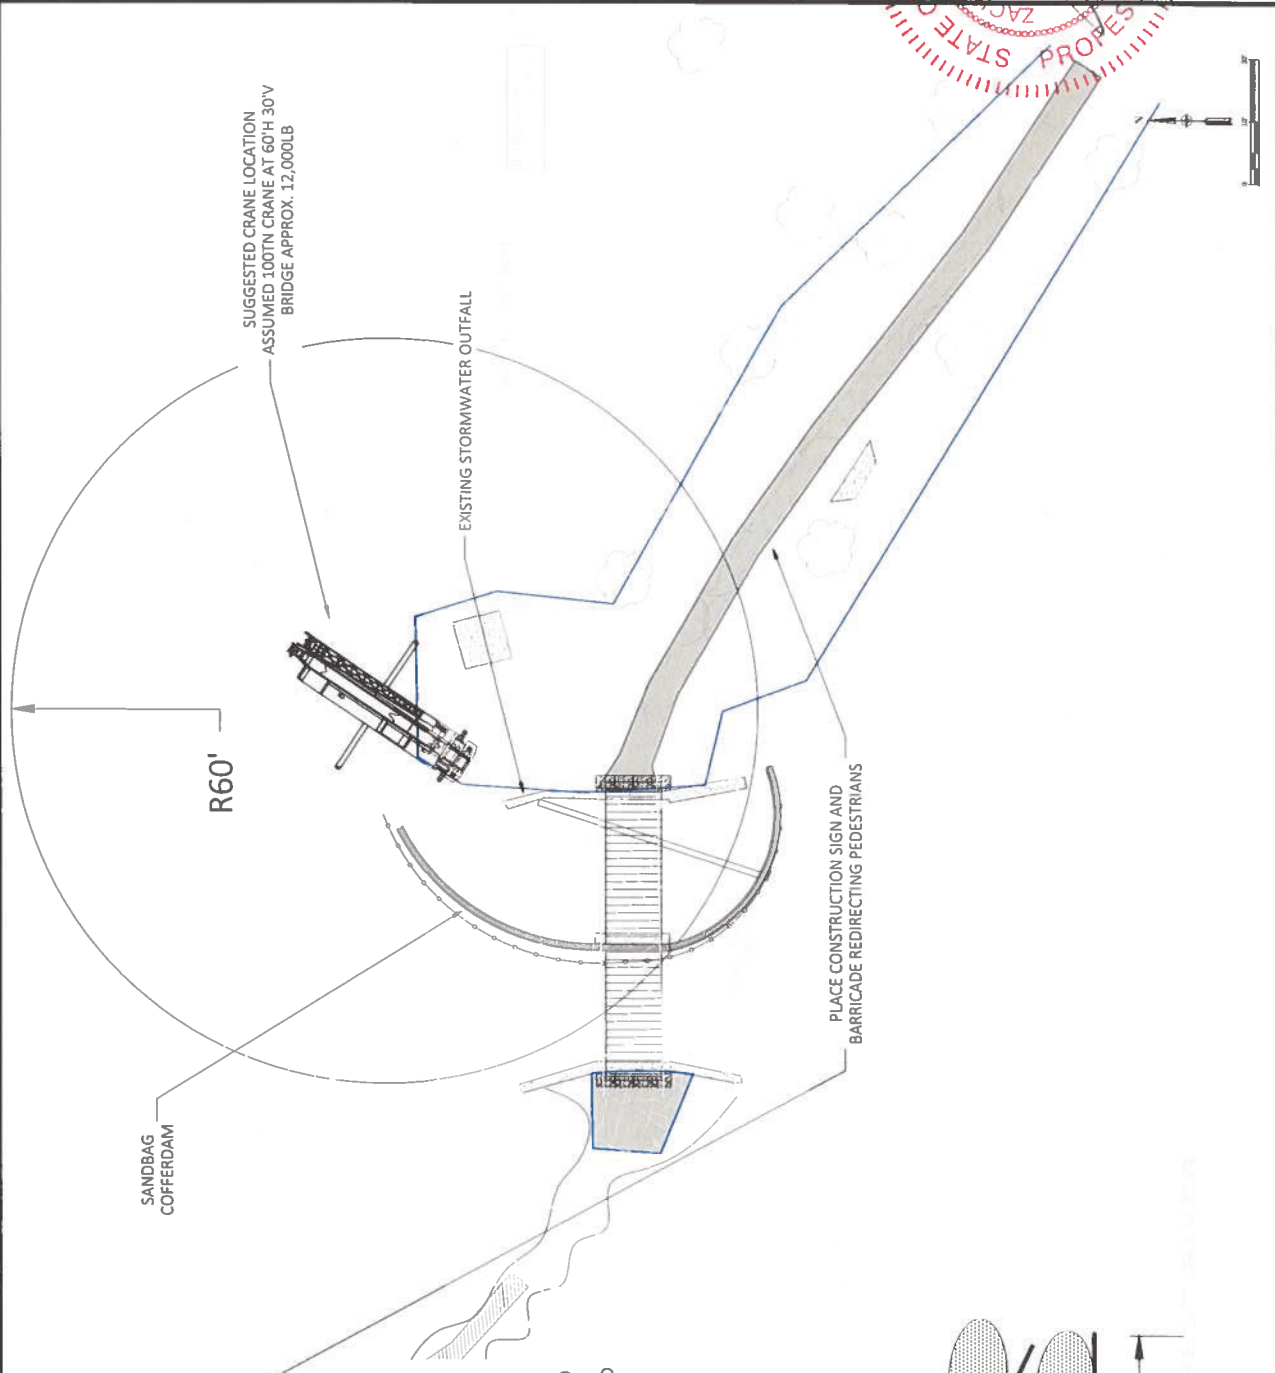 SUGGESTED CRANE LOCATION
ASSUMED 100TN CRANE AT 60'H 30'V
BRIDGE APPROX. 12,000LB
EXISTING STORMWATER OUTFALL
R60'
SANDBAG
COFFERDAM
PLACE CONSTRUCTION SIGN AND
BARRICADE REDIRECTING PEDESTRIANS
STATE O
PROFES
ZAC